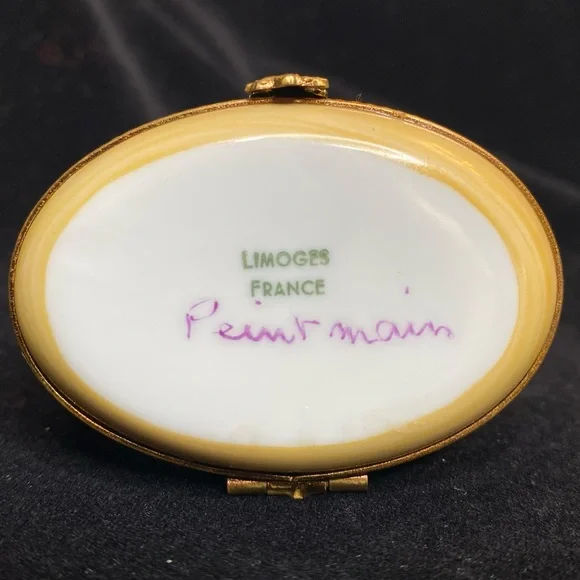 LIMOGES
FRANCE
Peint main